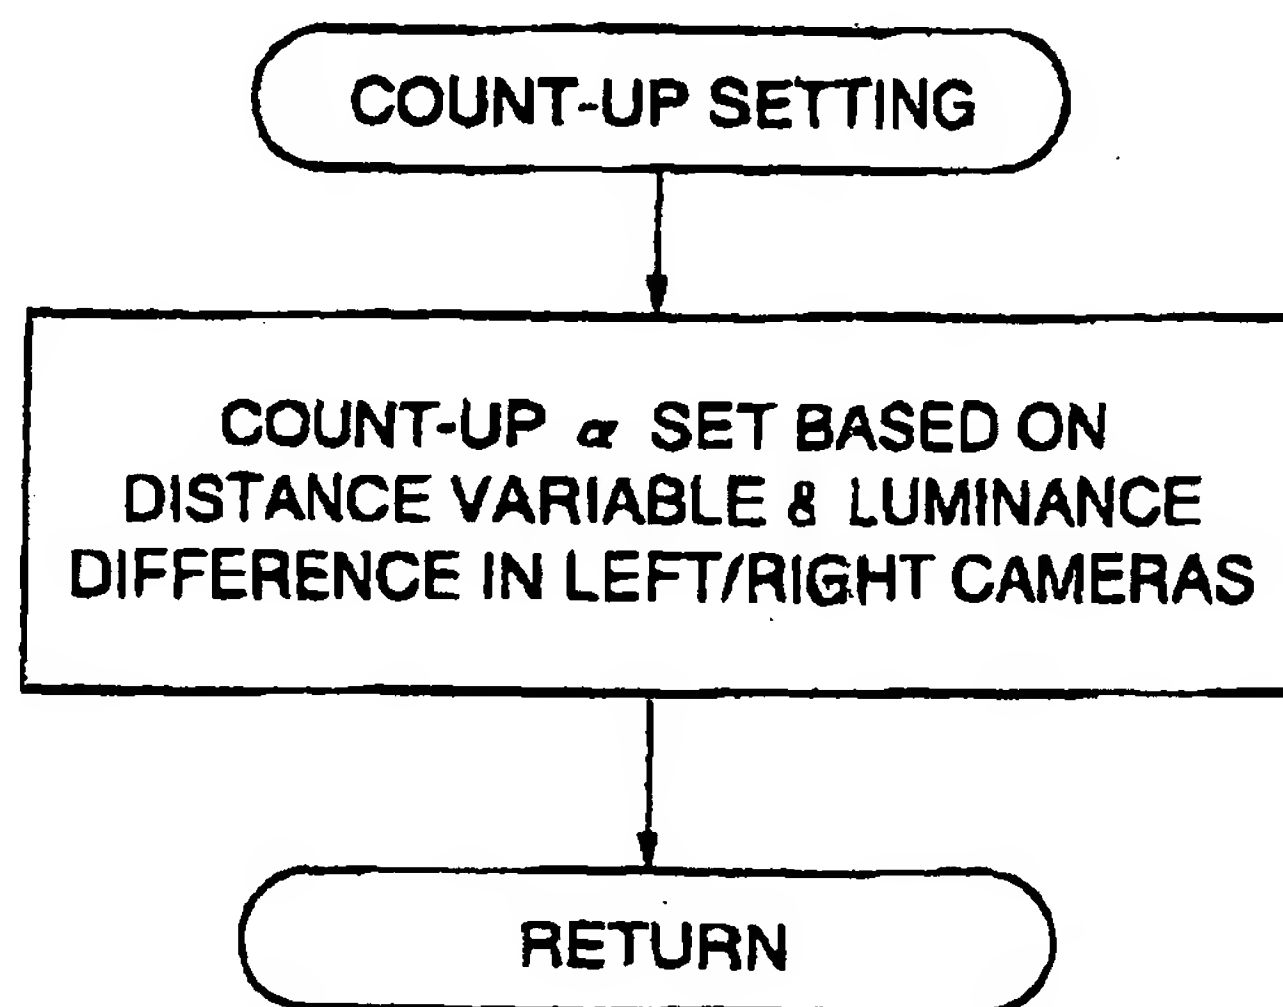 COUNT-UP SETTING
COUNT-UP α SET BASED ON
DISTANCE VARIABLE & LUMINANCE
DIFFERENCE IN LEFT/RIGHT CAMERAS
RETURN